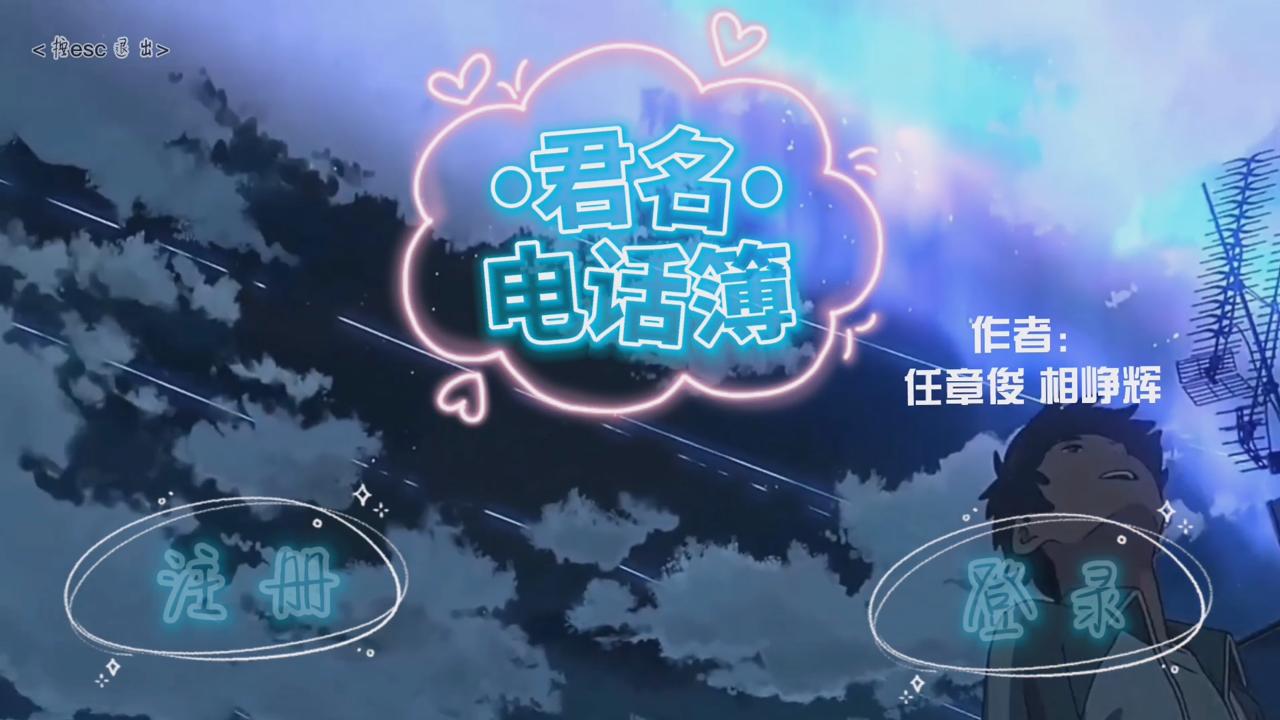 <按esc 退 出>
·君名·
电话簿
作者：
任章俊 相峥辉
注 册
登 录